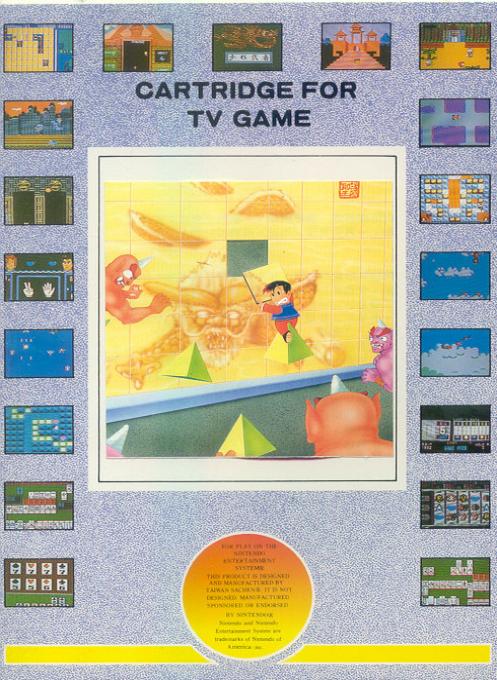 CARTRIDGE FOR
TV GAME
FOR PLAY ON THE
NINTENDO
ENTERTAINMENT
SYSTEM®
THIS PRODUCT IS DESIGNED
AND MANUFACTURED BY
TAIWAN SACHEN®. IT IS NOT
DESIGNED. MANUFACTURED
SPONSORED OR ENDORSED
BY NINTENDO®
Nintendo and Nintendo
Entertainment System are
trademarks of Nintendo of
America inc.